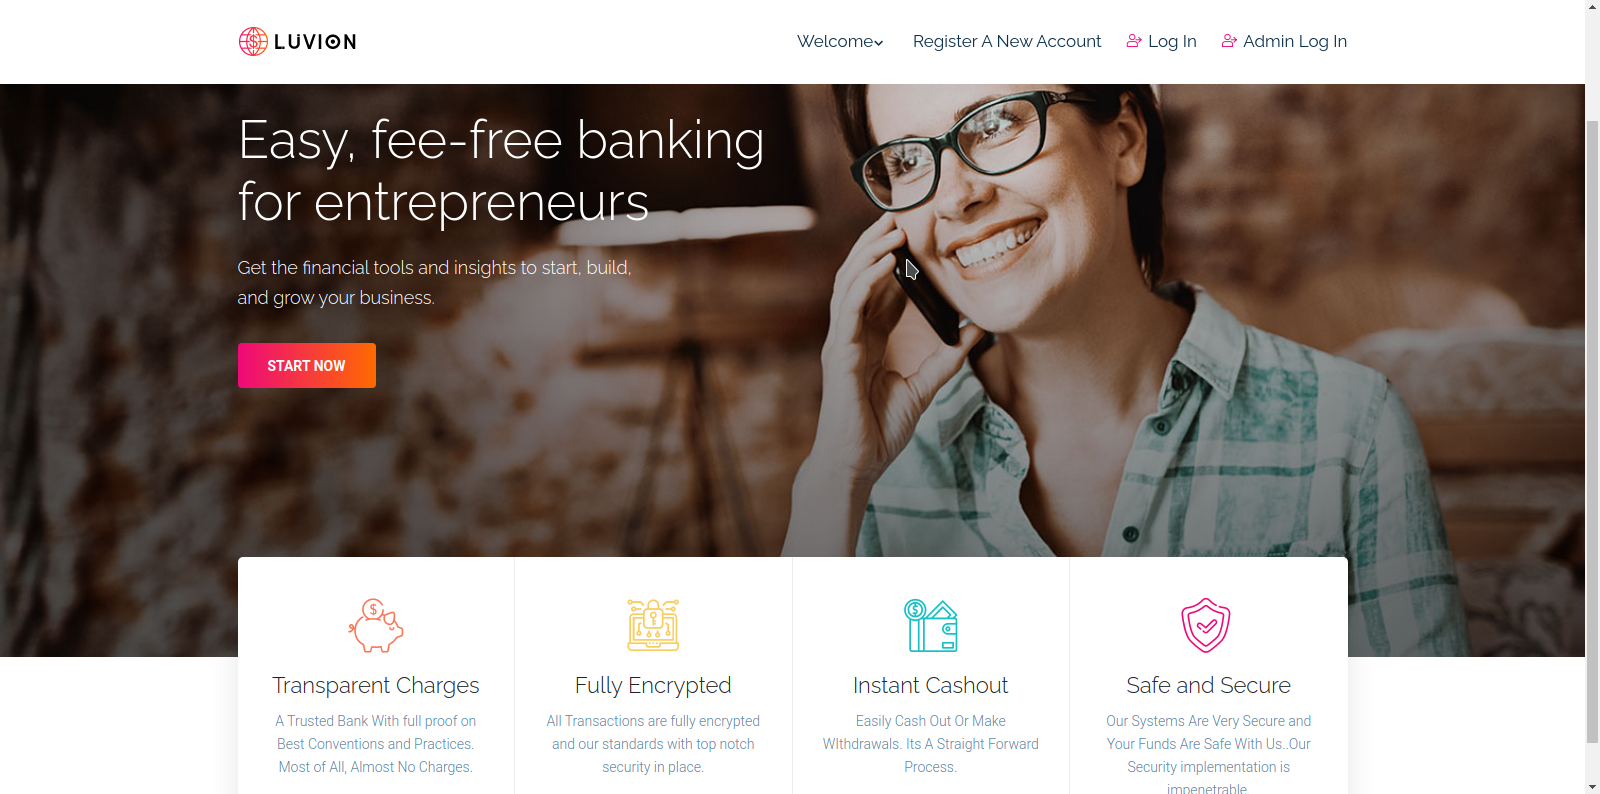 LUVION
Welcome
Register A New Account
Log In
Admin Log In
Easy, fee-free banking
for entrepreneurs
Get the financial tools and insights to start, build,
and grow your business.
START NOW
Transparent Charges
A Trusted Bank With full proof on
Best Conventions and Practices.
Most of All, Almost No Charges.
Fully Encrypted
All Transactions are fully encrypted
and our standards with top notch
security in place.
Instant Cashout
Easily Cash Out Or Make
WIthdrawals. Its A Straight Forward
Process.
Safe and Secure
Our Systems Are Very Secure and
Your Funds Are Safe With Us..Our
Security implementation is
impenetrable